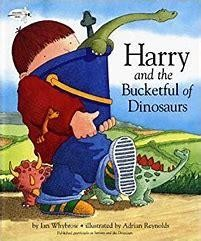 Harry
and the
Bucketful of
Dinosaurs
by Ian Whybrow • illustrated by Adrian Reynolds